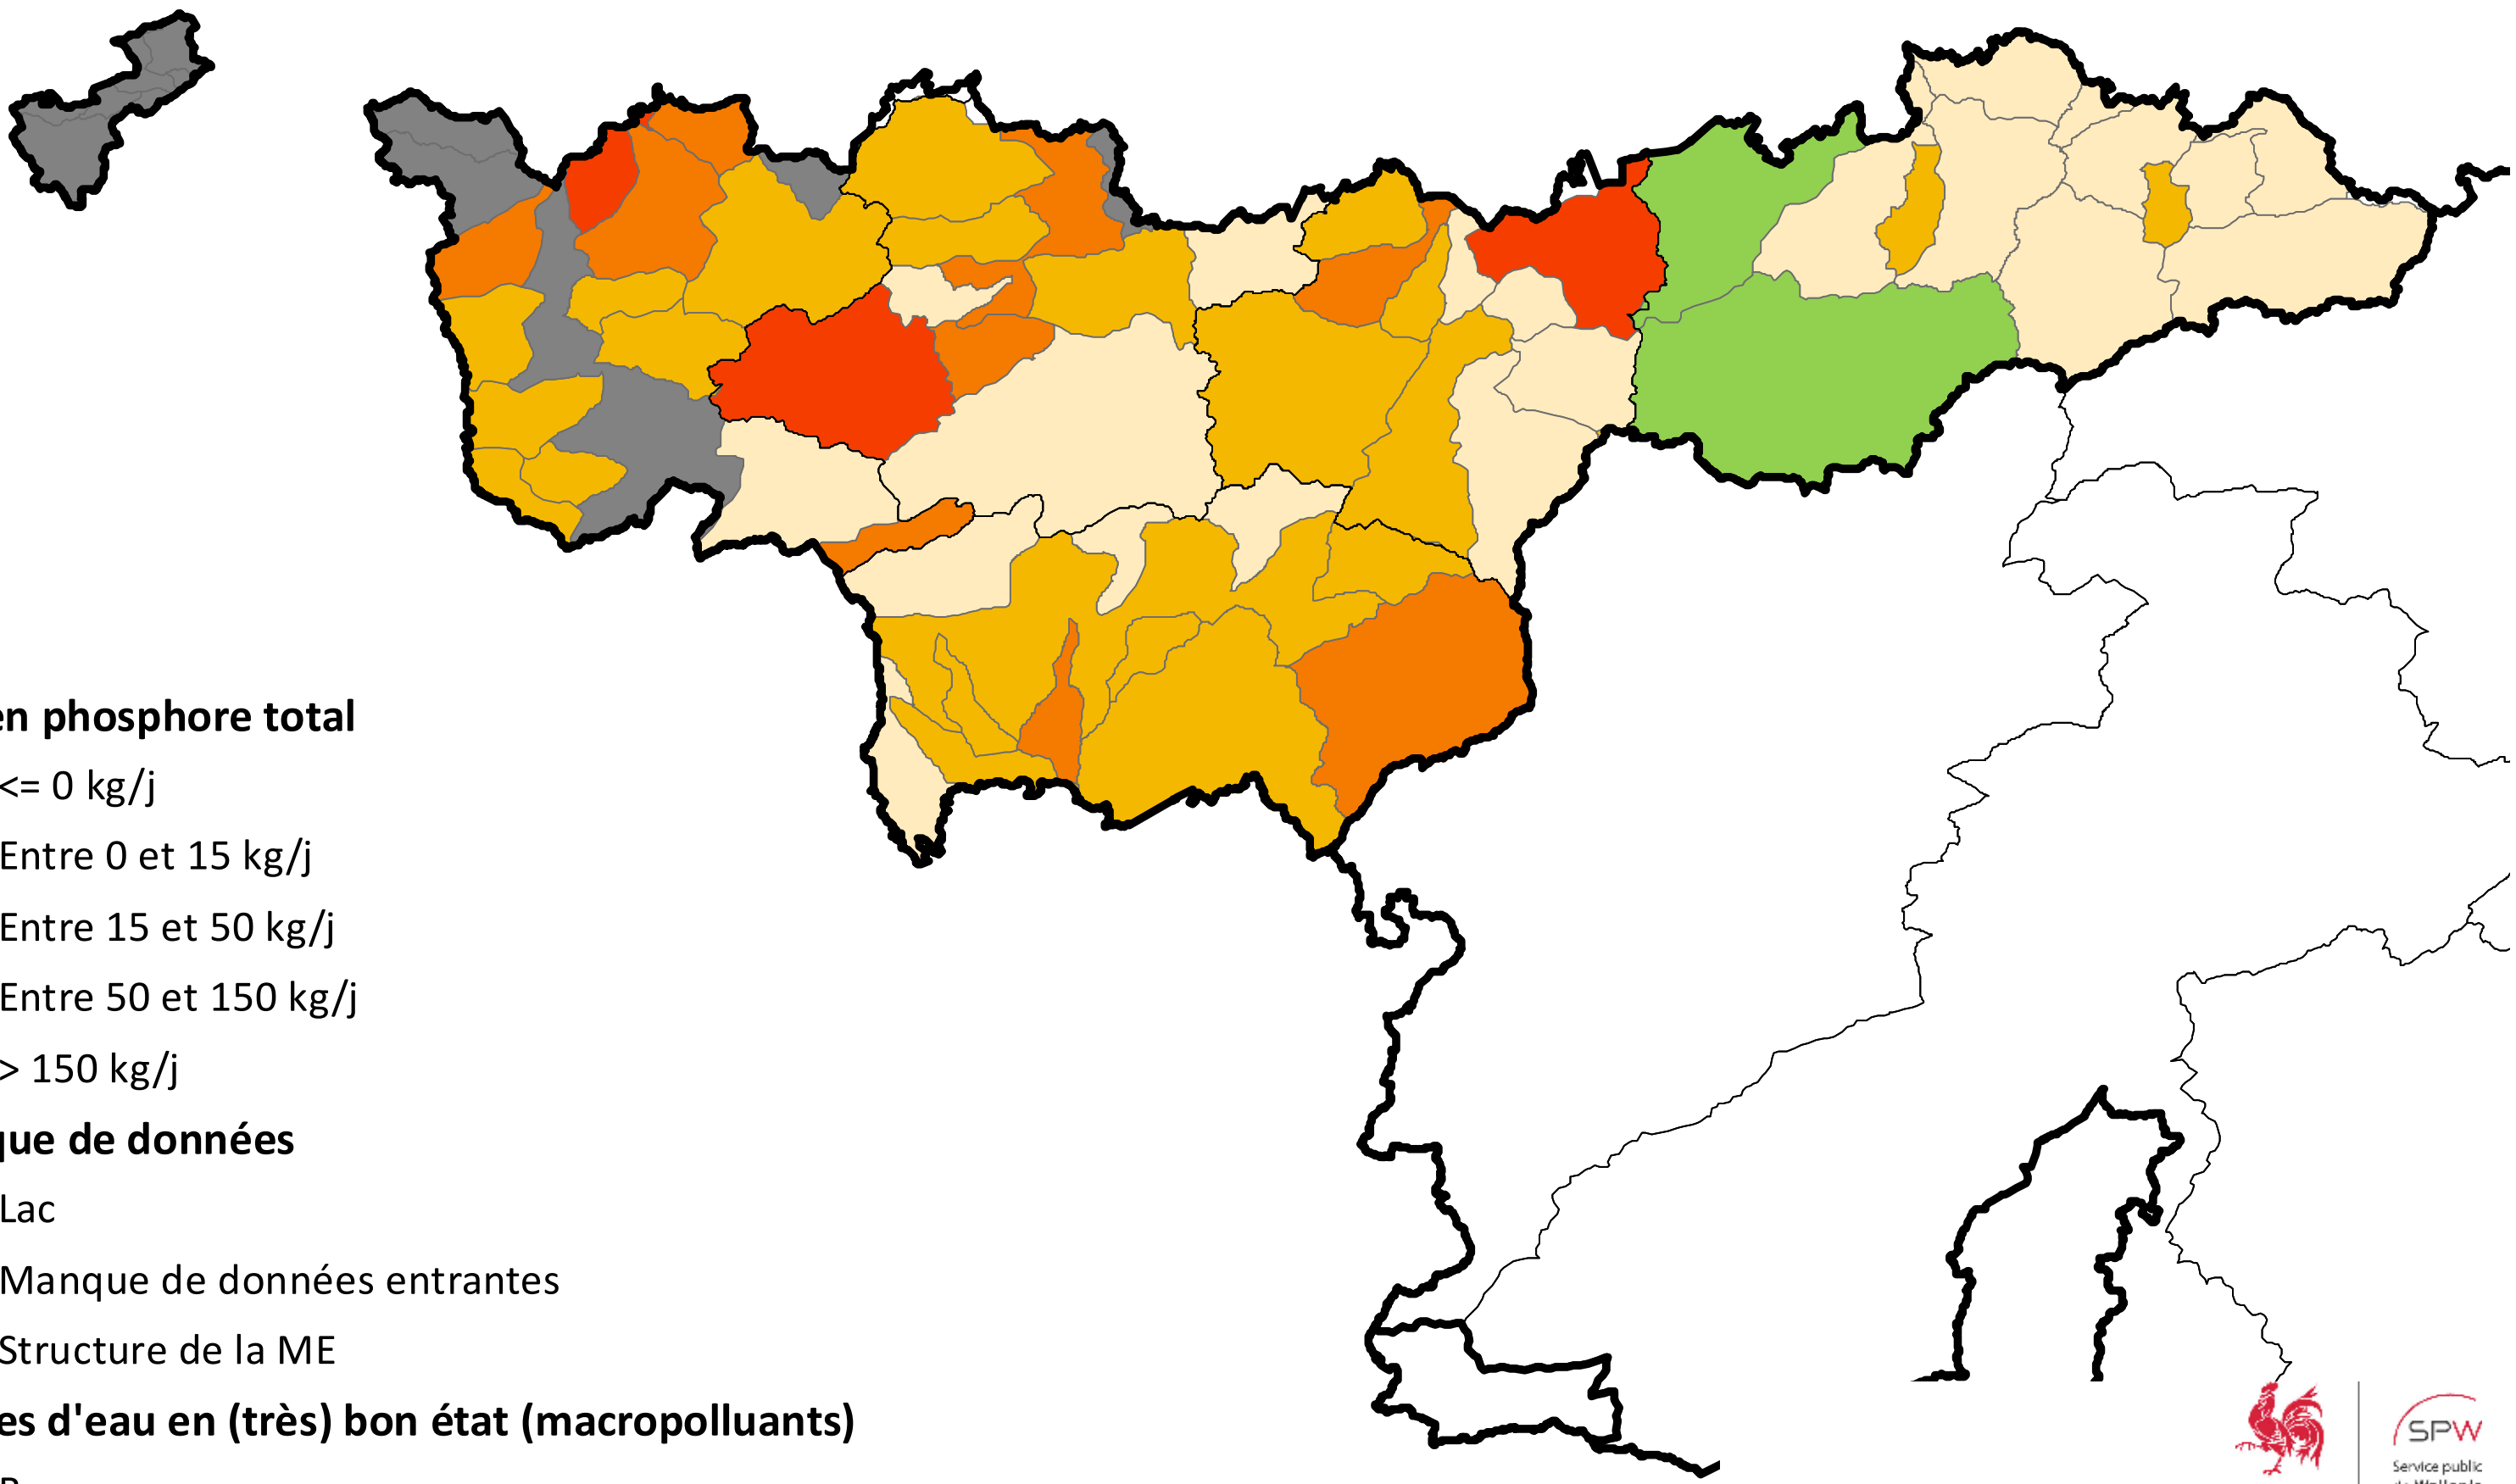 en phosphore total
<= 0 kg/j
Entre 0 et 15 kg/j
Entre 15 et 50 kg/j
Entre 50 et 150 kg/j
> 150 kg/j
que de données
Lac
Manque de données entrantes
Structure de la ME
es d'eau en (très) bon état (macropolluants)
SPW
Service public
de Wallonie